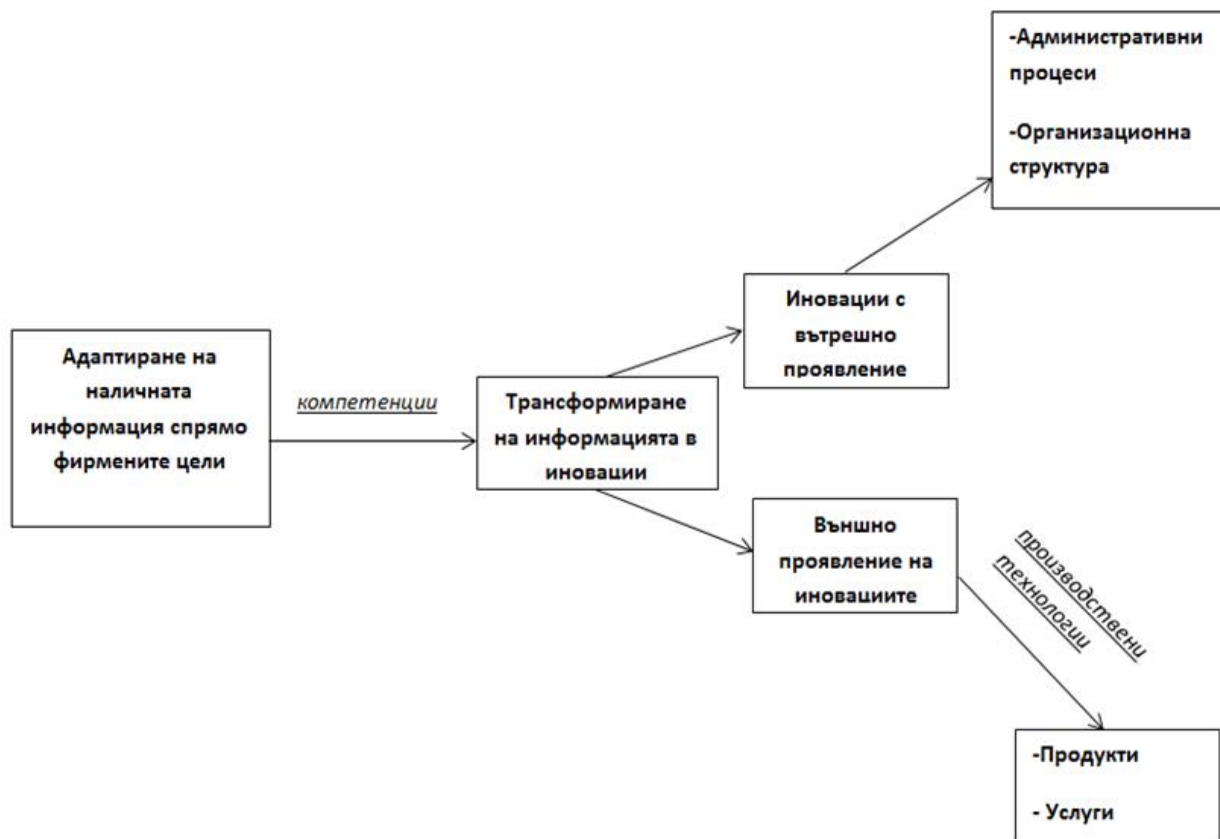 -Административни
процеси
-Организационна
структура
Иновации с
вътрешно
проявление
Адаптиране на
наличната
информация спрямо
фирмените цели
компетенции
Трансформиране
на информацията в
иновации
Външно
проявление на
иновациите
производствени
технологии
-Продукти
- Услуги